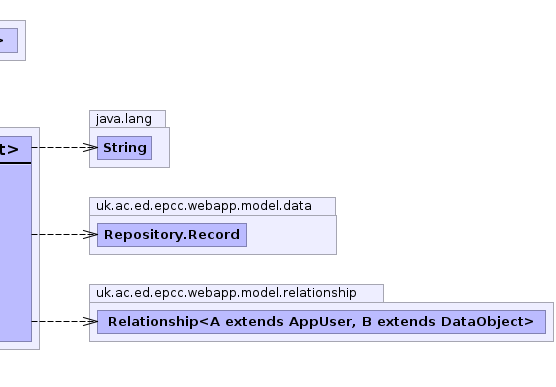 >
java.lang
String
t>
uk.ac.ed.epcc.webapp.model.data
Repository.Record
uk.ac.ed.epcc.webapp.model.relationship
Relationship<A extends AppUser, B extends DataObject>